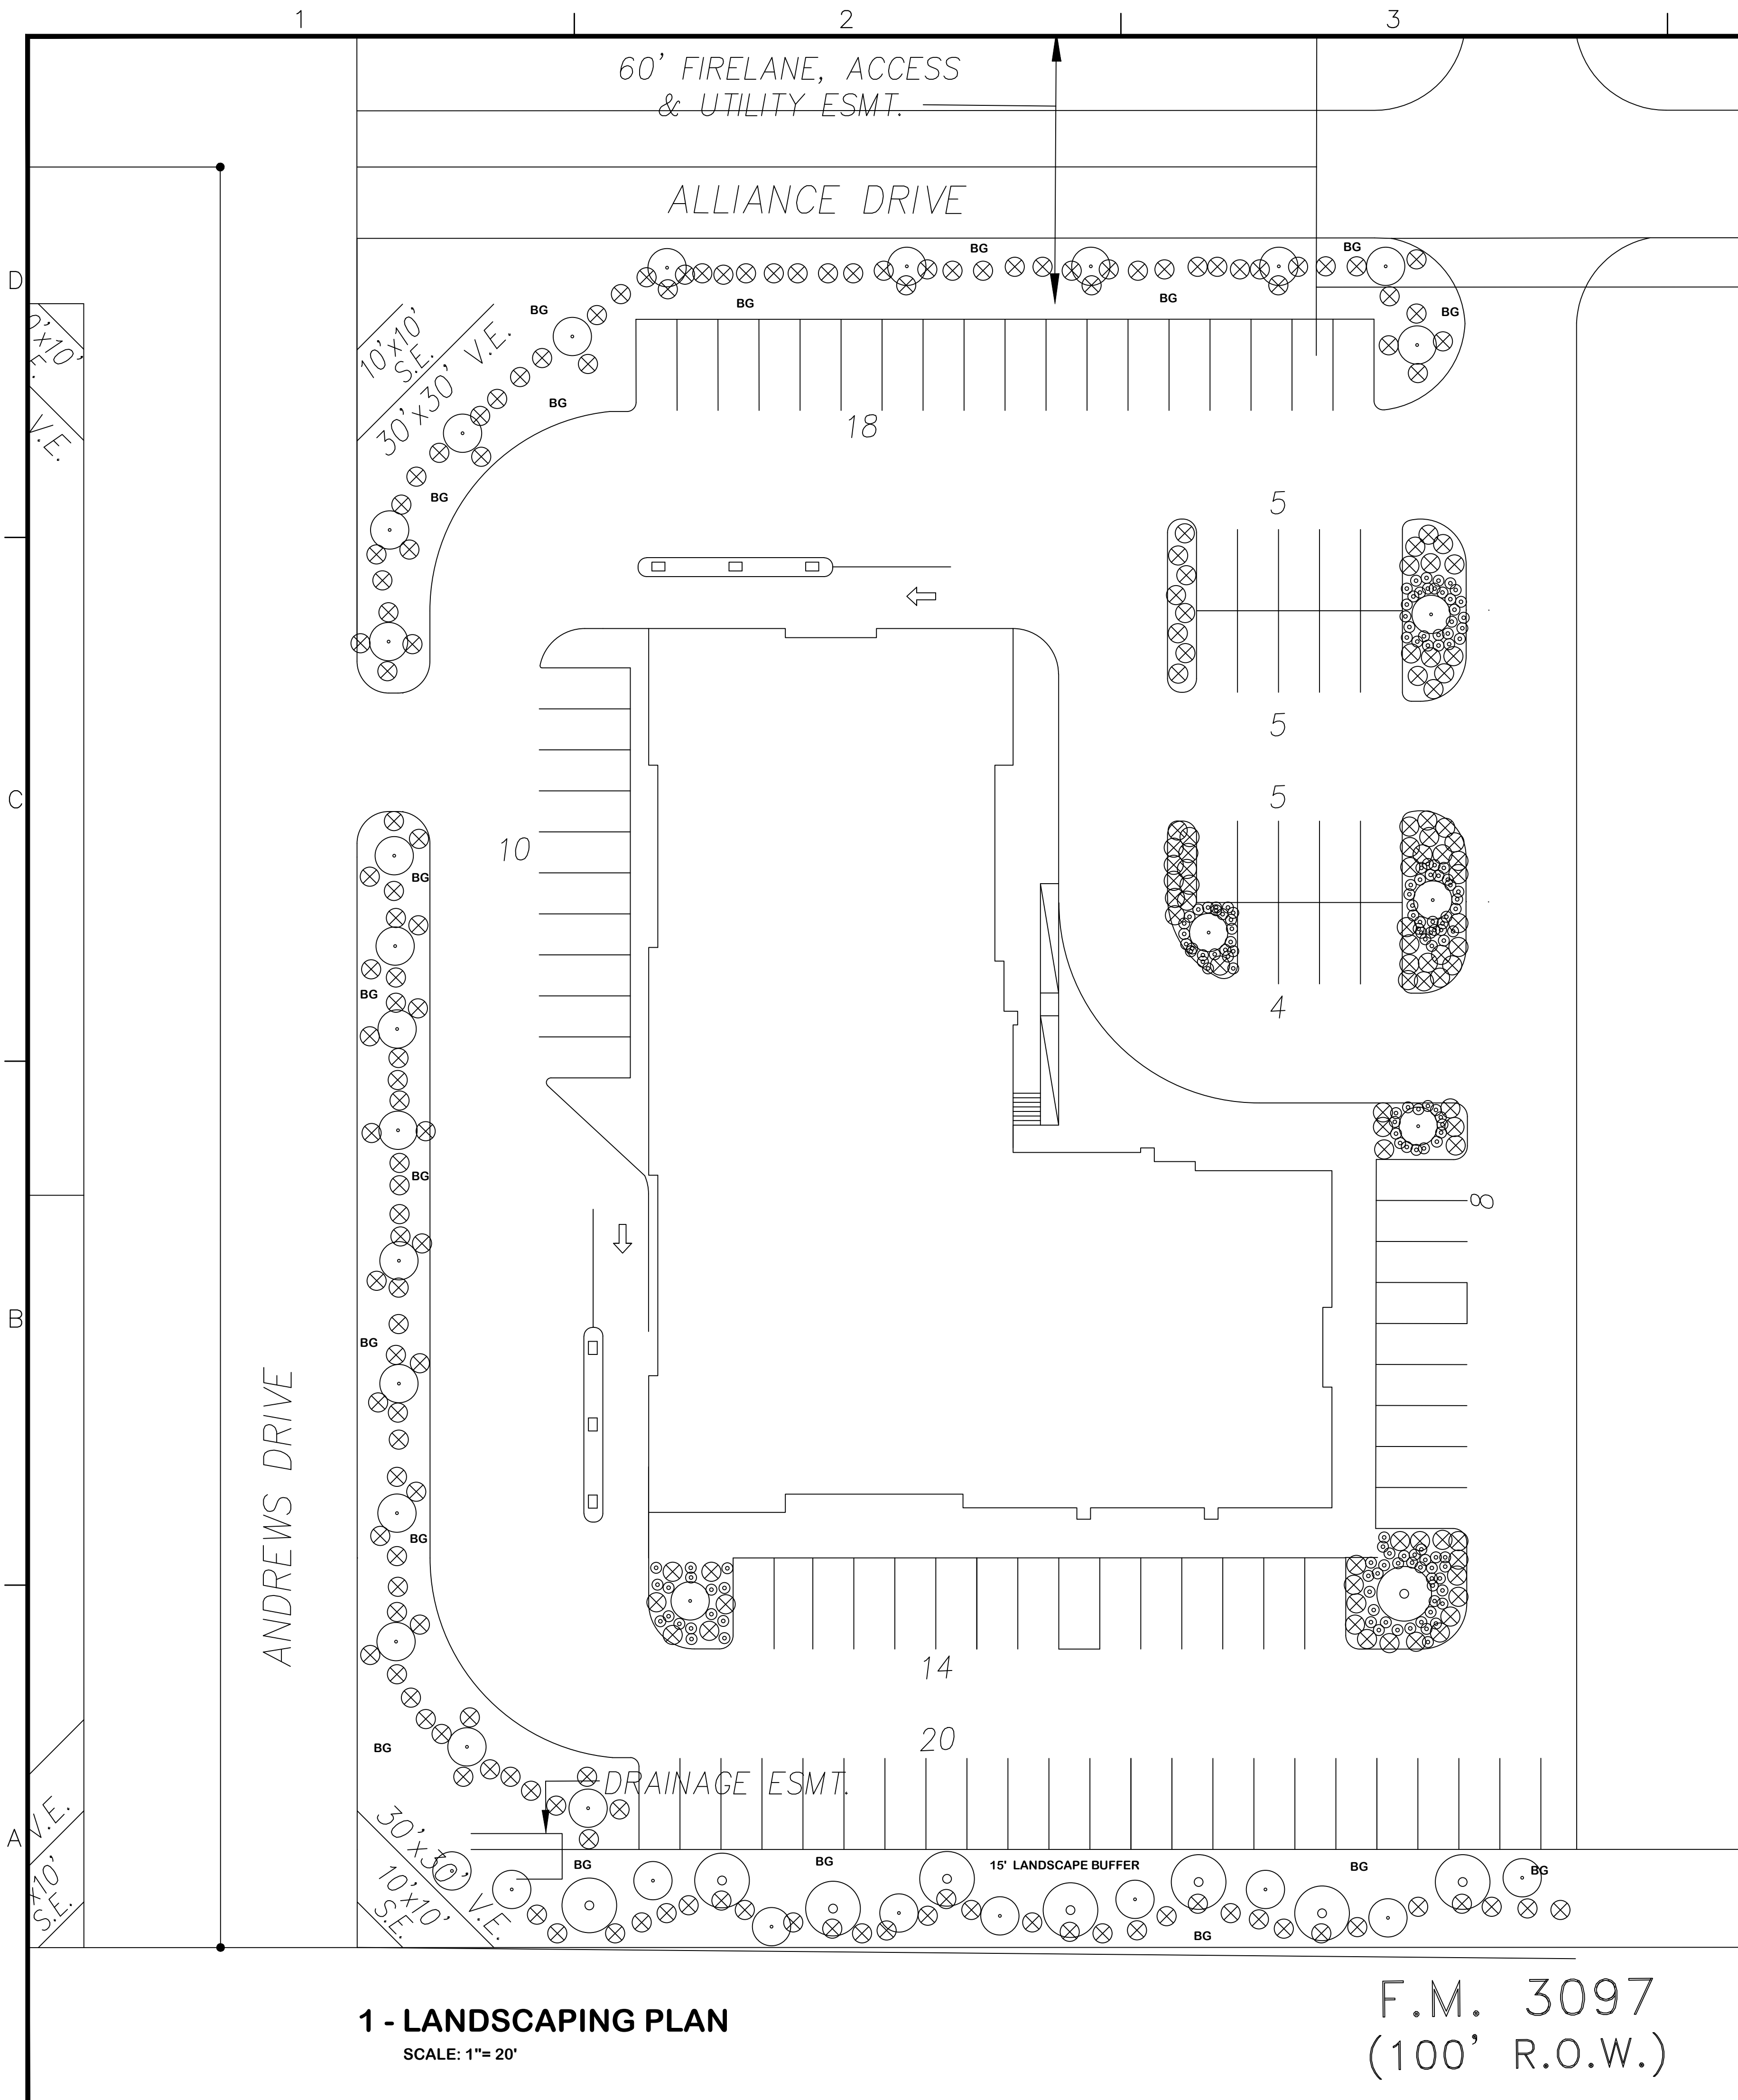 1
2
3
60' FIRELANE, ACCESS
& UTILITY ESMT.
ALLIANCE DRIVE
D
BG
BG
BG
BG
BG
BG
10'x10'
S.E.
30'x30' V.E.
BG
BG
0'x10'
V.E.
18
5
5
C
5
10
BG
4
BG
BG
8
B
BG
ANDREWS DRIVE
BG
14
20
BG
DRAINAGE ESMT.
A
V.E.
x10'
S.E.
30'x30' V.E.
10'x10'
S.E.
BG
BG
15' LANDSCAPE BUFFER
BG
BG
BG
F.M. 3097
(100' R.O.W.)
1 - LANDSCAPING PLAN
SCALE: 1"= 20'